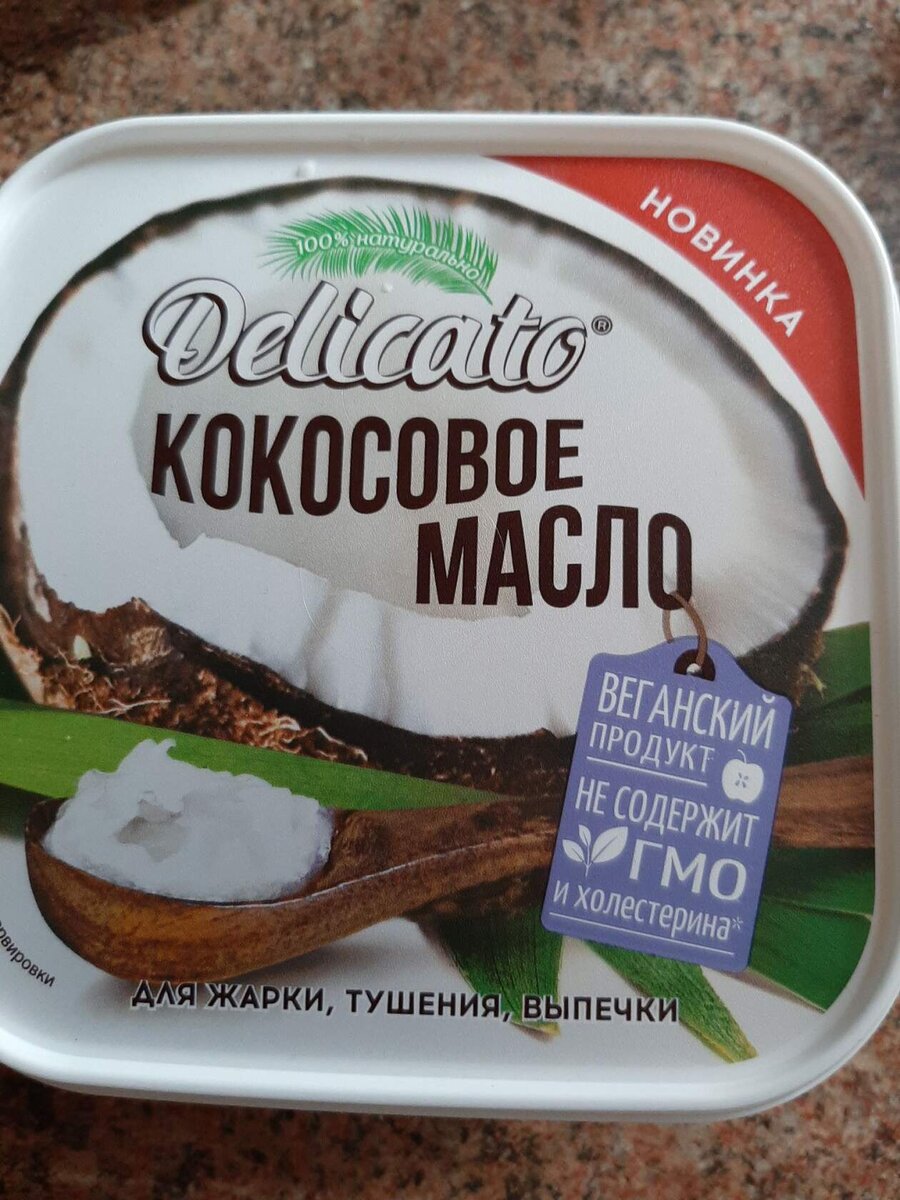 НОВИНКА
100% натурально
Delicato®
КОКОСОВОЕ
МАСЛО
ВЕГАНСКИЙ
ПРОДУКТ
НЕ СОДЕРЖИТ
ГМО
И ХОЛЕСТЕРИНА*
ДЛЯ ЖАРКИ, ТУШЕНИЯ, ВЫПЕЧКИ